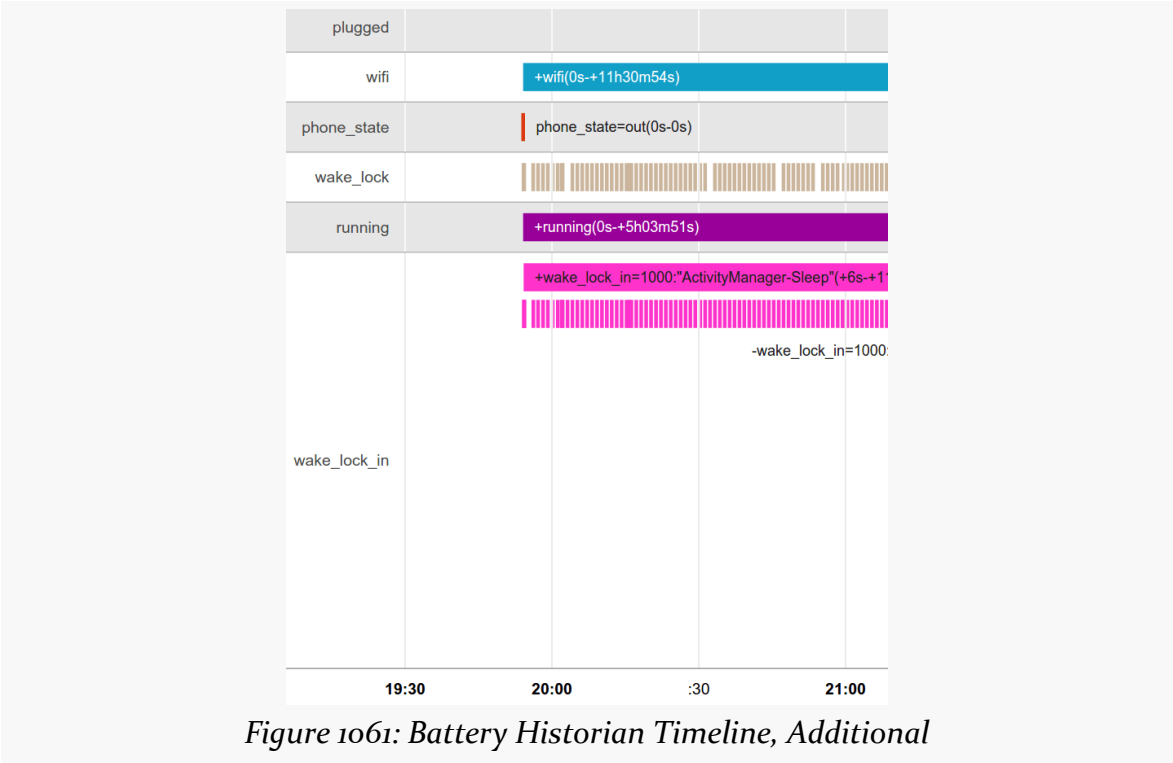 plugged
wifi
+wifi(0s-+11h30m54s)
phone_state
phone_state=out(0s-0s)
wake_lock
running
+running(0s-+5h03m51s)
+wake_lock_in=1000:"ActivityManager-Sleep"(+6s-+11
-wake_lock_in=1000:
wake_lock_in
19:30 20:00 :30 21:00
Figure 1061: Battery Historian Timeline, Additional